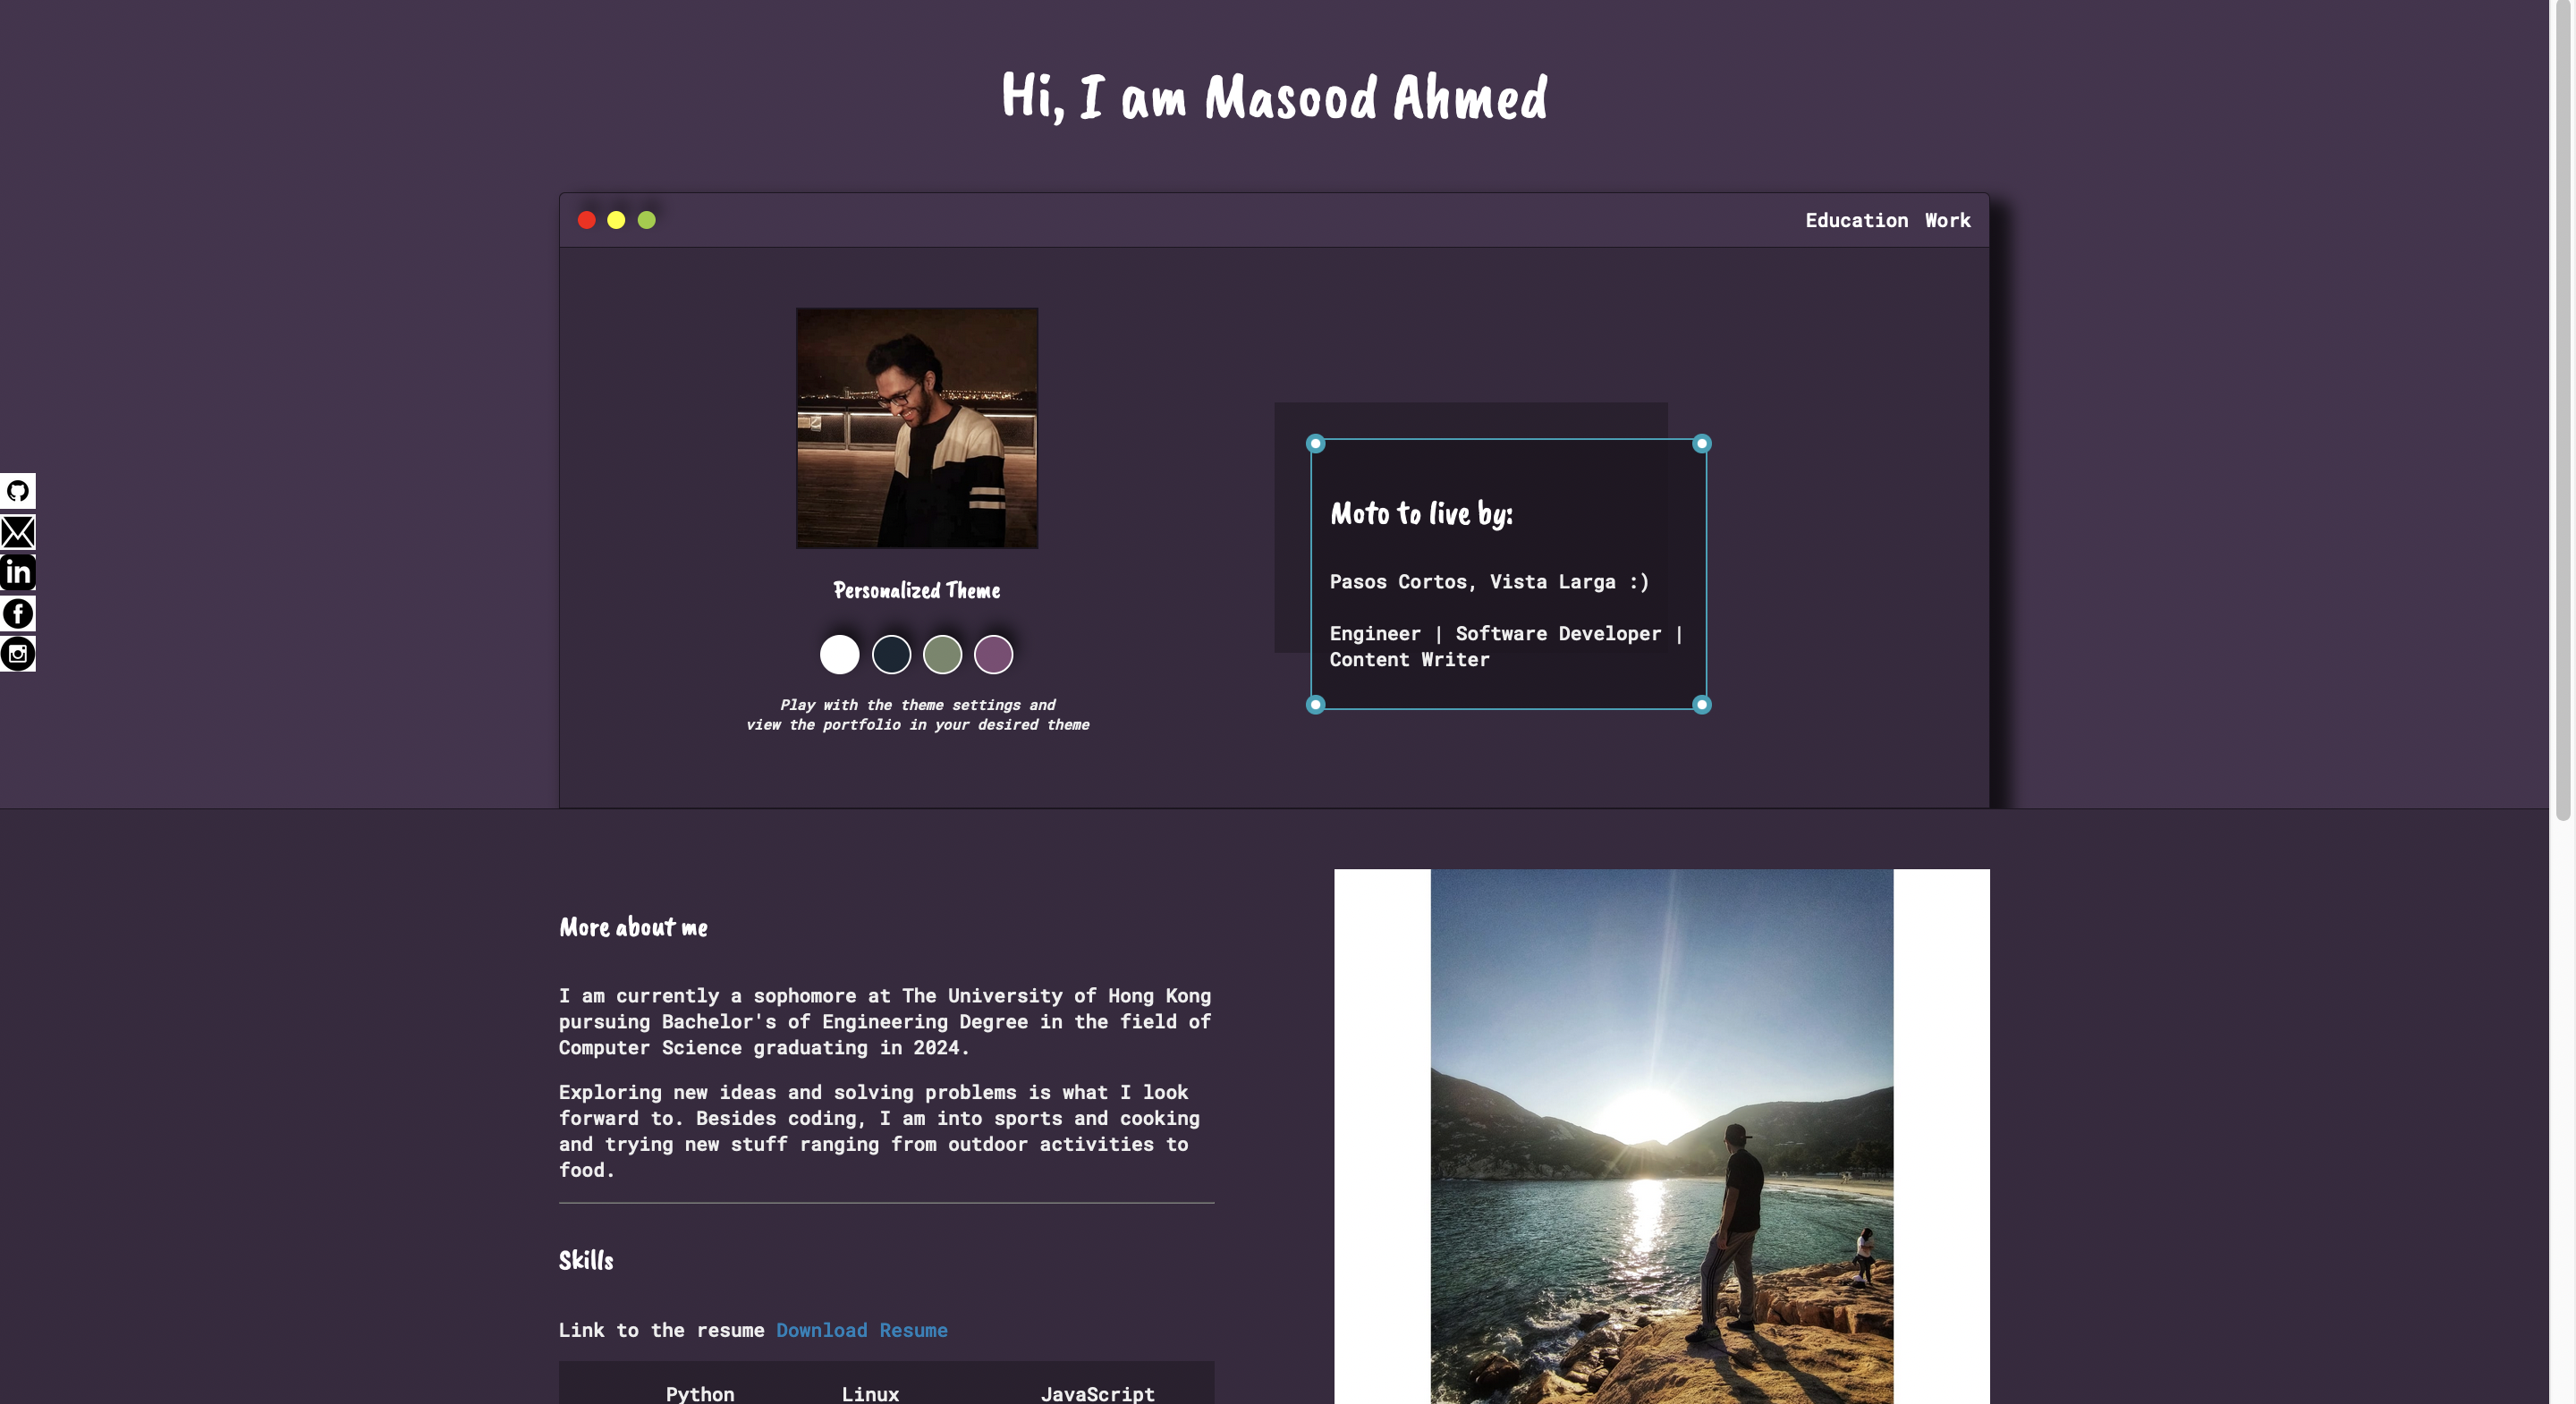 Hi, I am Masood Ahmed
Education Work
Personalized Theme
Play with the theme settings and
view the portfolio in your desired theme
Moto to live by:
Pasos Cortos, Vista Larga :)
Engineer | Software Developer |
Content Writer
in
f
More about me
I am currently a sophomore at The University of Hong Kong
pursuing Bachelor's of Engineering Degree in the field of
Computer Science graduating in 2024.
Exploring new ideas and solving problems is what I look
forward to. Besides coding, I am into sports and cooking
and trying new stuff ranging from outdoor activities to
food.
Skills
Link to the resume Download Resume
Python Linux JavaScript